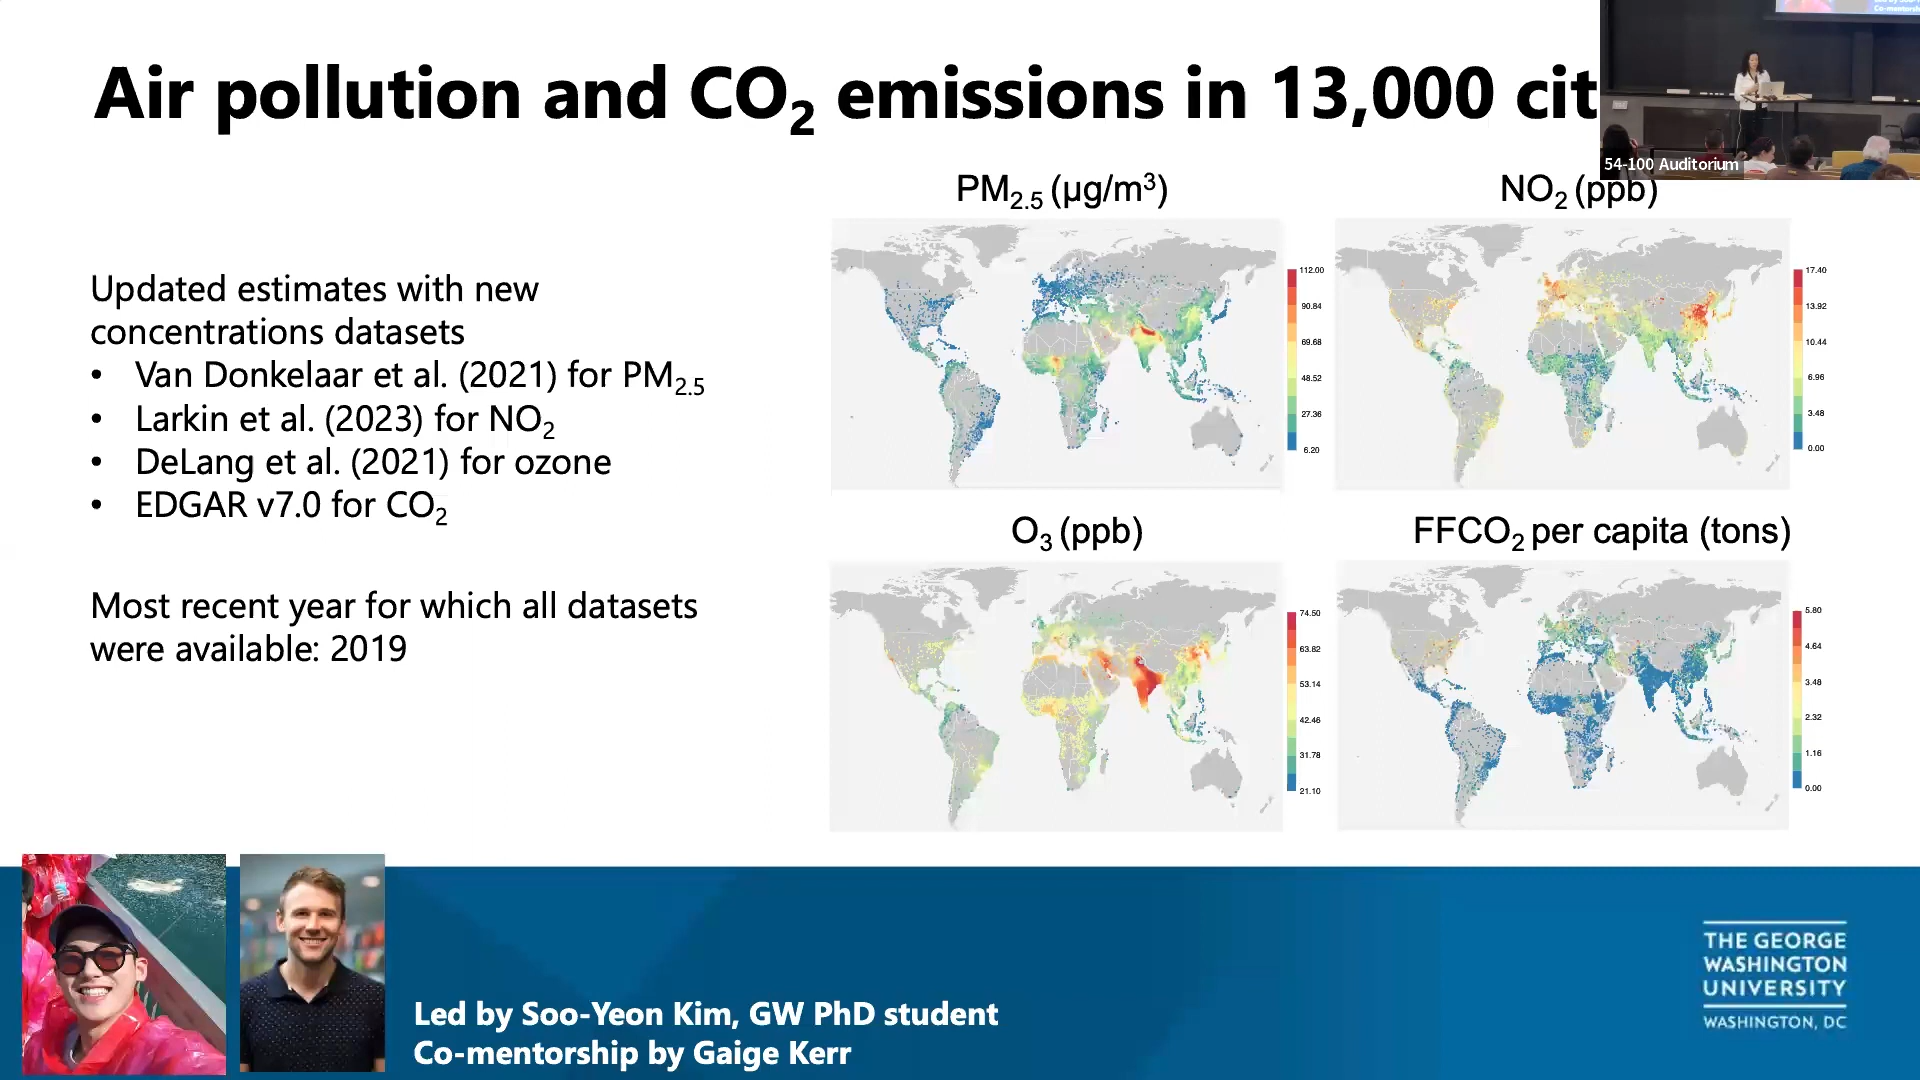 Air pollution and CO₂ emissions in 13,000 cit
54-100 Auditorium
Updated estimates with new
concentrations datasets
• Van Donkelaar et al. (2021) for PM₂.₅
• Larkin et al. (2023) for NO₂
• DeLang et al. (2021) for ozone
• EDGAR v7.0 for CO₂
Most recent year for which all datasets
were available: 2019
PM₂.₅ (µg/m³)
112.00
90.84
69.68
48.52
27.36
6.20
NO₂ (ppb)
17.40
13.92
10.44
6.96
3.48
0.00
O₃ (ppb)
74.50
63.82
53.14
42.46
31.78
21.10
FFCO₂ per capita (tons)
5.80
4.64
3.48
2.32
1.16
0.00
Led by Soo-Yeon Kim, GW PhD student
Co-mentorship by Gaige Kerr
THE GEORGE
WASHINGTON
UNIVERSITY
WASHINGTON, DC